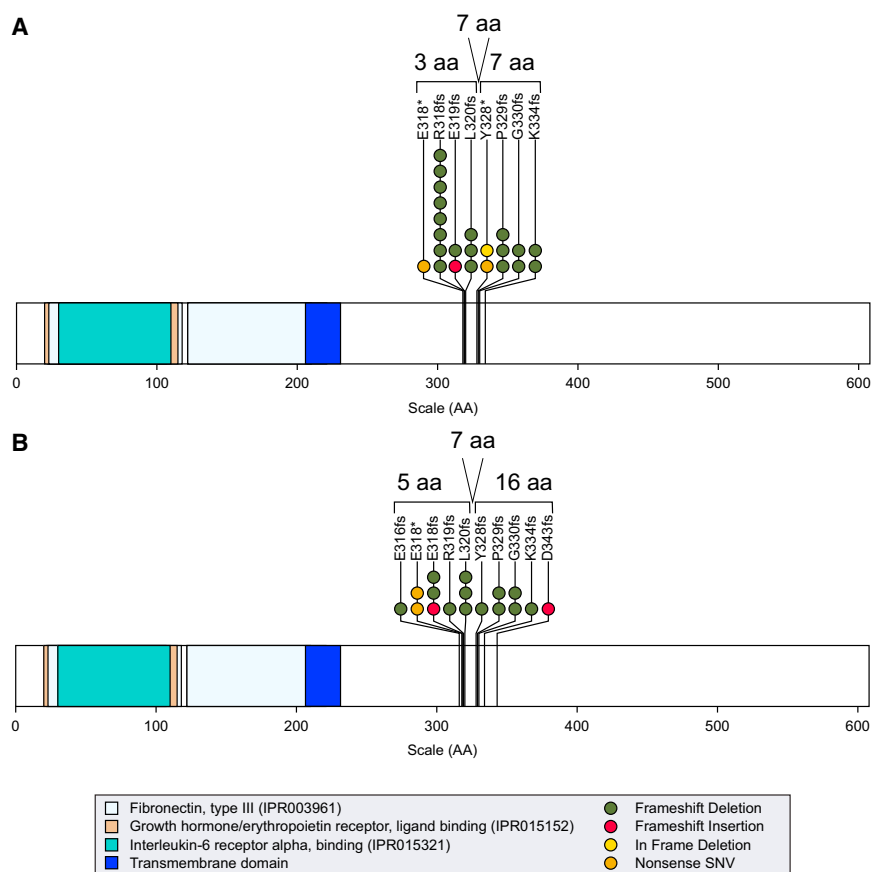 A
7 aa
3 aa 7 aa
E318*
R318fs
E319fs
L320fs
Y328*
P329fs
G330fs
K334fs
0 100 200 300 400 500 600
Scale (AA)
B
7 aa
5 aa 16 aa
E316fs
E318*
E318fs
R319fs
L320fs
Y328fs
P329fs
G330fs
K334fs
D343fs
0 100 200 300 400 500 600
Scale (AA)
Fibronectin, type III (IPR003961)
Growth hormone/erythropoietin receptor, ligand binding (IPR015152)
Interleukin-6 receptor alpha, binding (IPR015321)
Transmembrane domain
Frameshift Deletion
Frameshift Insertion
In Frame Deletion
Nonsense SNV